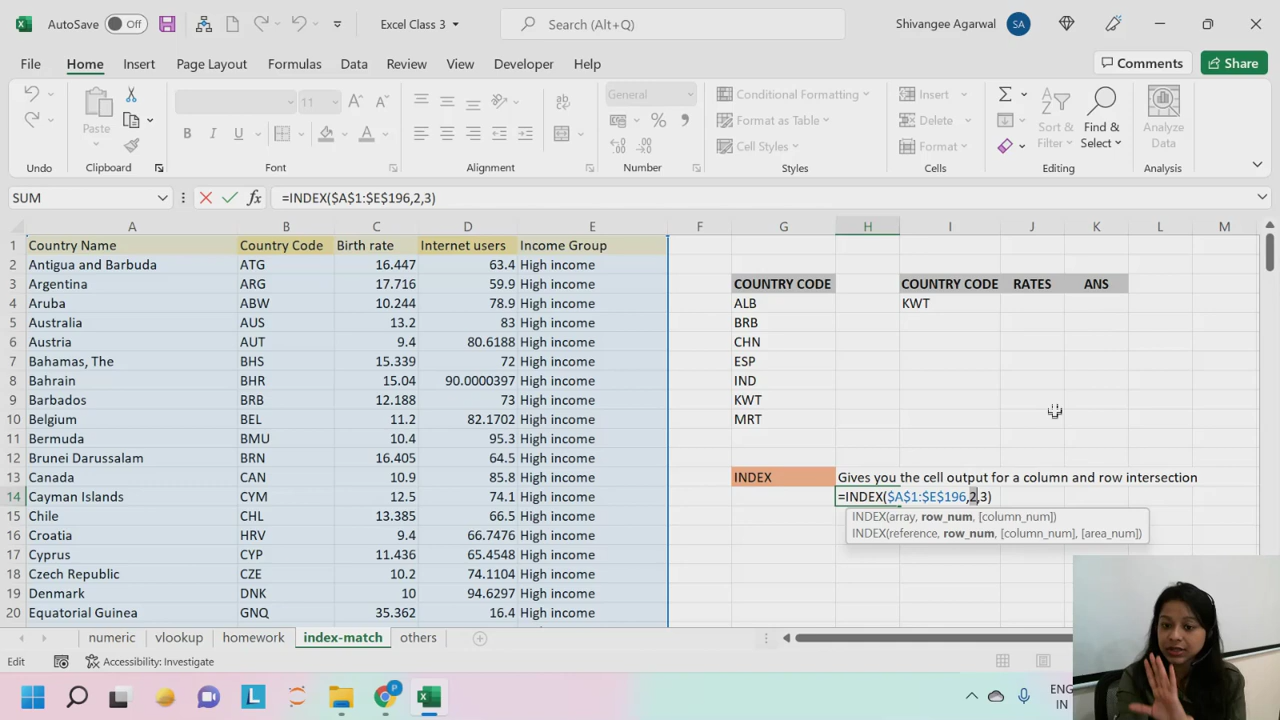 AutoSave Off Excel Class 3 Search (Alt+Q) Shivangee Agarwal SA
File Home Insert Page Layout Formulas Data Review View Developer Help Comments Share
Paste 11 General Conditional Formatting Insert Sort & Find & Analyze
B I U Format as Table Delete Filter Select Data
Cell Styles Format
Undo Clipboard Font Alignment Number Styles Cells Editing Analysis
SUM =INDEX($A$1:$E$196,2,3)
A B C D E F G H I J K L M
1 Country Name Country Code Birth rate Internet users Income Group
2 Antigua and Barbuda ATG 16.447 63.4 High income
3 Argentina ARG 17.716 59.9 High income COUNTRY CODE COUNTRY CODE RATES ANS
4 Aruba ABW 10.244 78.9 High income ALB KWT
5 Australia AUS 13.2 83 High income BRB
6 Austria AUT 9.4 80.6188 High income CHN
7 Bahamas, The BHS 15.339 72 High income ESP
8 Bahrain BHR 15.04 90.0000397 High income IND
9 Barbados BRB 12.188 73 High income KWT
10 Belgium BEL 11.2 82.1702 High income MRT
11 Bermuda BMU 10.4 95.3 High income
12 Brunei Darussalam BRN 16.405 64.5 High income
13 Canada CAN 10.9 85.8 High income INDEX Gives you the cell output for a column and row intersection
14 Cayman Islands CYM 12.5 74.1 High income =INDEX($A$1:$E$196,2,3)
15 Chile CHL 13.385 66.5 High income INDEX(array, row_num, [column_num])
16 Croatia HRV 9.4 66.7476 High income INDEX(reference, row_num, [column_num], [area_num])
17 Cyprus CYP 11.436 65.4548 High income
18 Czech Republic CZE 10.2 74.1104 High income
19 Denmark DNK 10 94.6297 High income
20 Equatorial Guinea GNQ 35.362 16.4 High income
numeric vlookup homework index-match others
Edit Accessibility: Investigate
L P ENG
IN